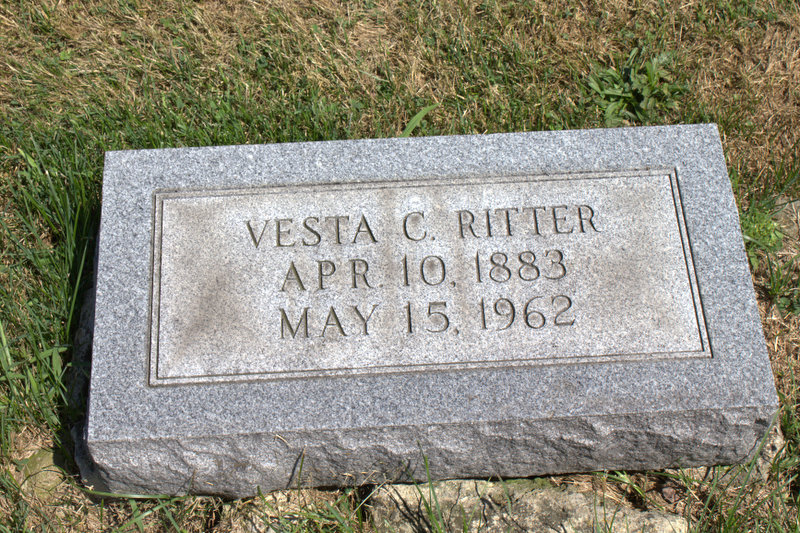 VESTA C. RITTER
APR. 10, 1883
MAY 15, 1962